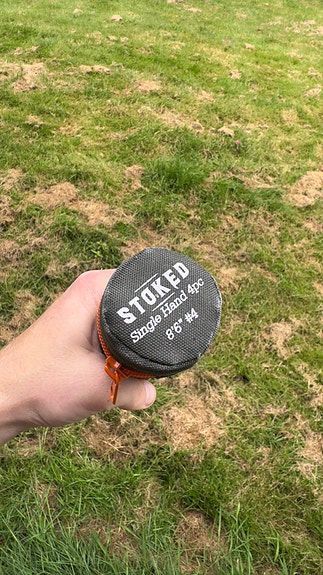 STOKED
Single Hand 4pc
8'6" #4